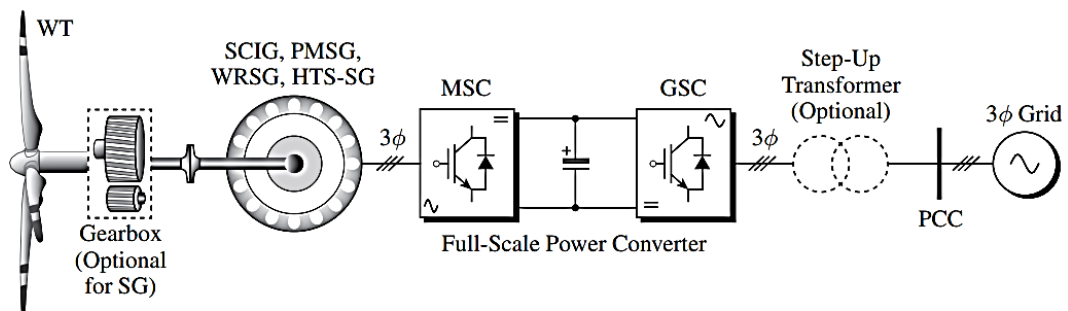 WT
SCIG, PMSG,
WRSG, HTS-SG
Gearbox
(Optional
for SG)
3ϕ
MSC
GSC
+
Full-Scale Power Converter
3ϕ
Step-Up
Transformer
(Optional)
PCC
3ϕ Grid